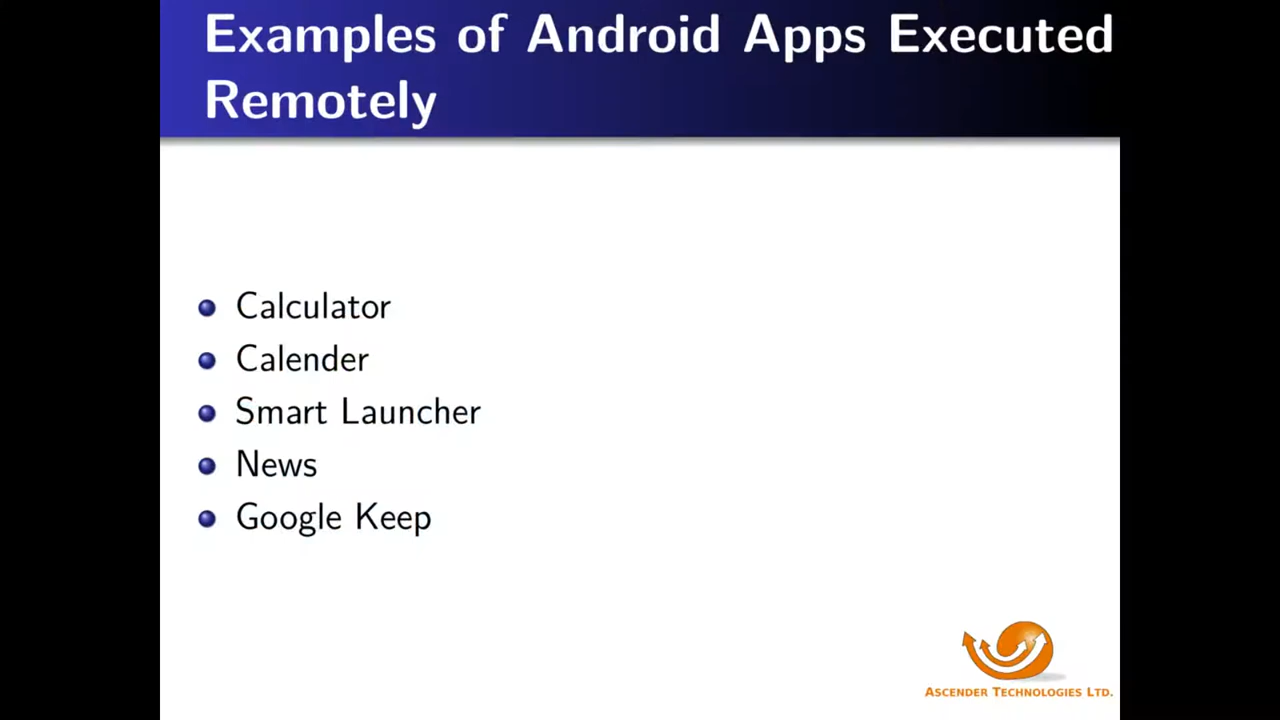 Examples of Android Apps Executed
Remotely
Calculator
Calender
Smart Launcher
News
Google Keep
ASCENDER TECHNOLOGIES LTD.